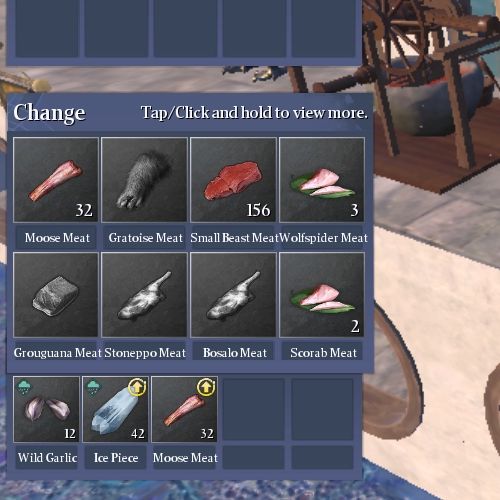 Change Tap/Click and hold to view more.
32 156 3
Moose Meat Gratoise Meat Small Beast Meat Wolfspider Meat
2
Grouguana Meat Stoneppo Meat Bosalo Meat Scorab Meat
12 42 32
Wild Garlic Ice Piece Moose Meat